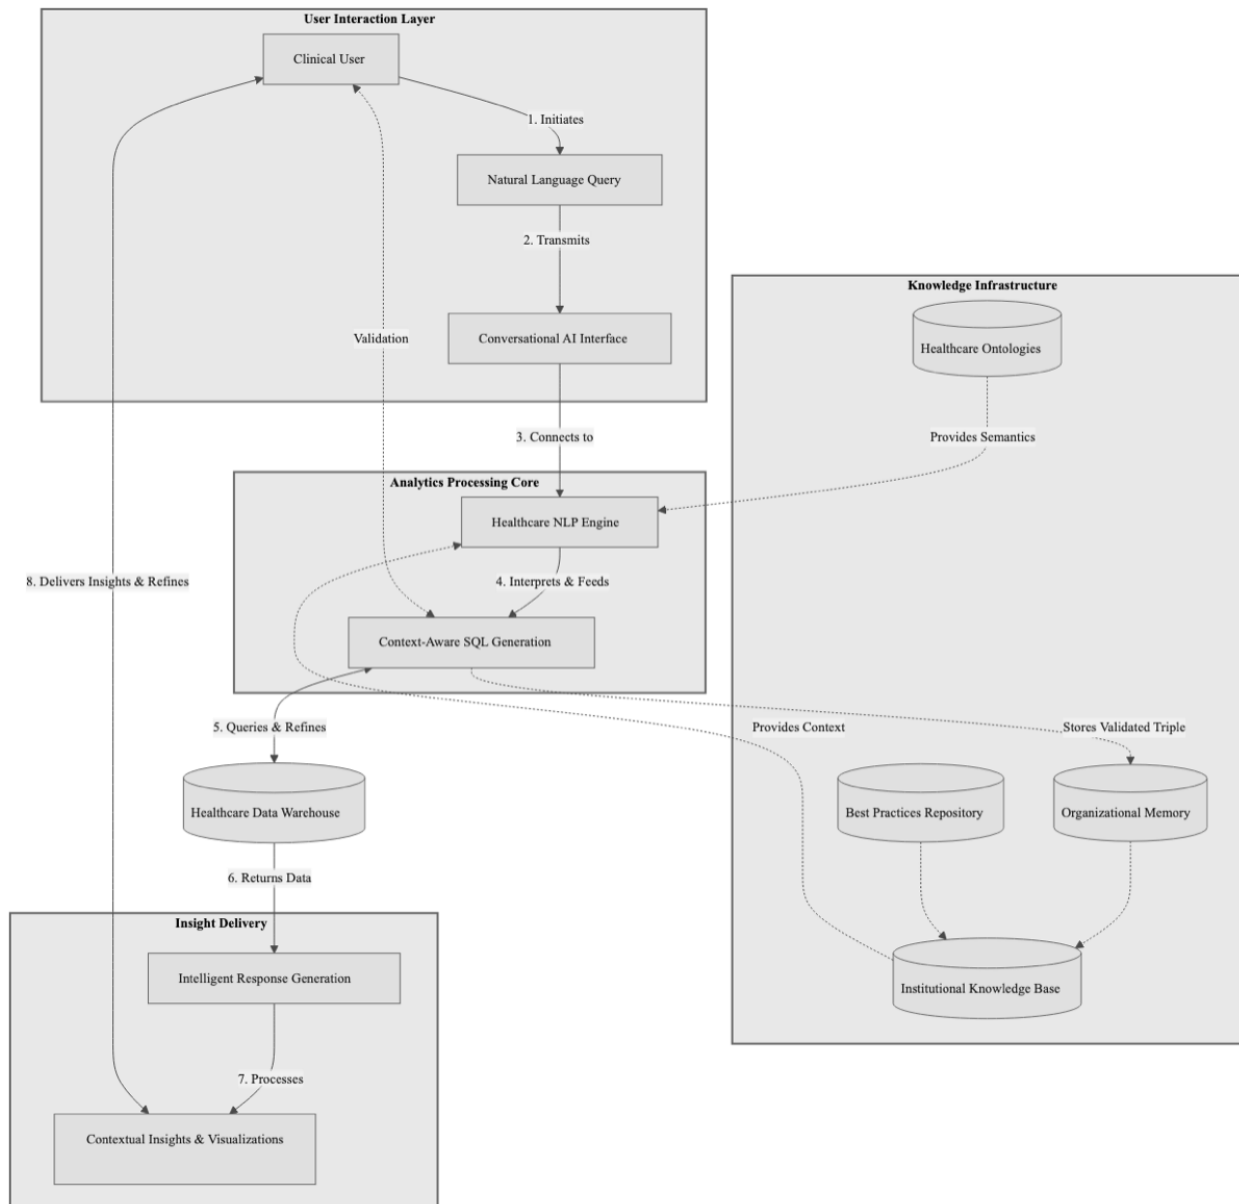 User Interaction Layer
Clinical User
1. Initiates
Natural Language Query
2. Transmits
Conversational AI Interface
Validation
3. Connects to
Knowledge Infrastructure
Healthcare Ontologies
Provides Semantics
Analytics Processing Core
Healthcare NLP Engine
4. Interprets & Feeds
Context-Aware SQL Generation
8. Delivers Insights & Refines
5. Queries & Refines
Provides Context
Stores Validated Triple
Healthcare Data Warehouse
Best Practices Repository
Organizational Memory
6. Returns Data
Insight Delivery
Intelligent Response Generation
Institutional Knowledge Base
7. Processes
Contextual Insights & Visualizations